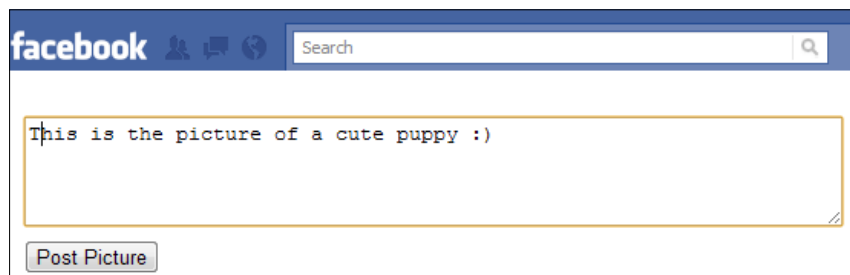 facebook
Search
This is the picture of a cute puppy :)
Post Picture